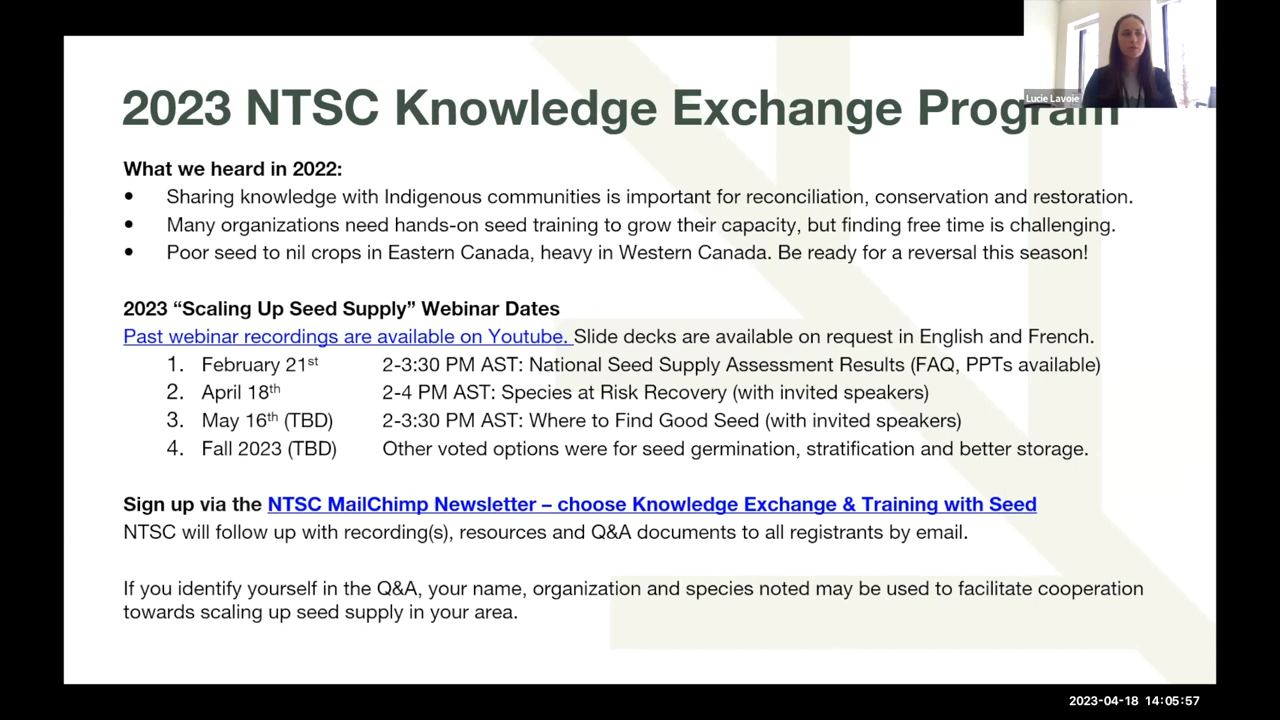 2023 NTSC Knowledge Exchange Program
Lucie Lavoie
What we heard in 2022:
• Sharing knowledge with Indigenous communities is important for reconciliation, conservation and restoration.
• Many organizations need hands-on seed training to grow their capacity, but finding free time is challenging.
• Poor seed to nil crops in Eastern Canada, heavy in Western Canada. Be ready for a reversal this season!
2023 “Scaling Up Seed Supply” Webinar Dates
Past webinar recordings are available on Youtube. Slide decks are available on request in English and French.
1. February 21st 2-3:30 PM AST: National Seed Supply Assessment Results (FAQ, PPTs available)
2. April 18th 2-4 PM AST: Species at Risk Recovery (with invited speakers)
3. May 16th (TBD) 2-3:30 PM AST: Where to Find Good Seed (with invited speakers)
4. Fall 2023 (TBD) Other voted options were for seed germination, stratification and better storage.
Sign up via the NTSC MailChimp Newsletter – choose Knowledge Exchange & Training with Seed
NTSC will follow up with recording(s), resources and Q&A documents to all registrants by email.
If you identify yourself in the Q&A, your name, organization and species noted may be used to facilitate cooperation
towards scaling up seed supply in your area.
2023-04-18 14:05:57